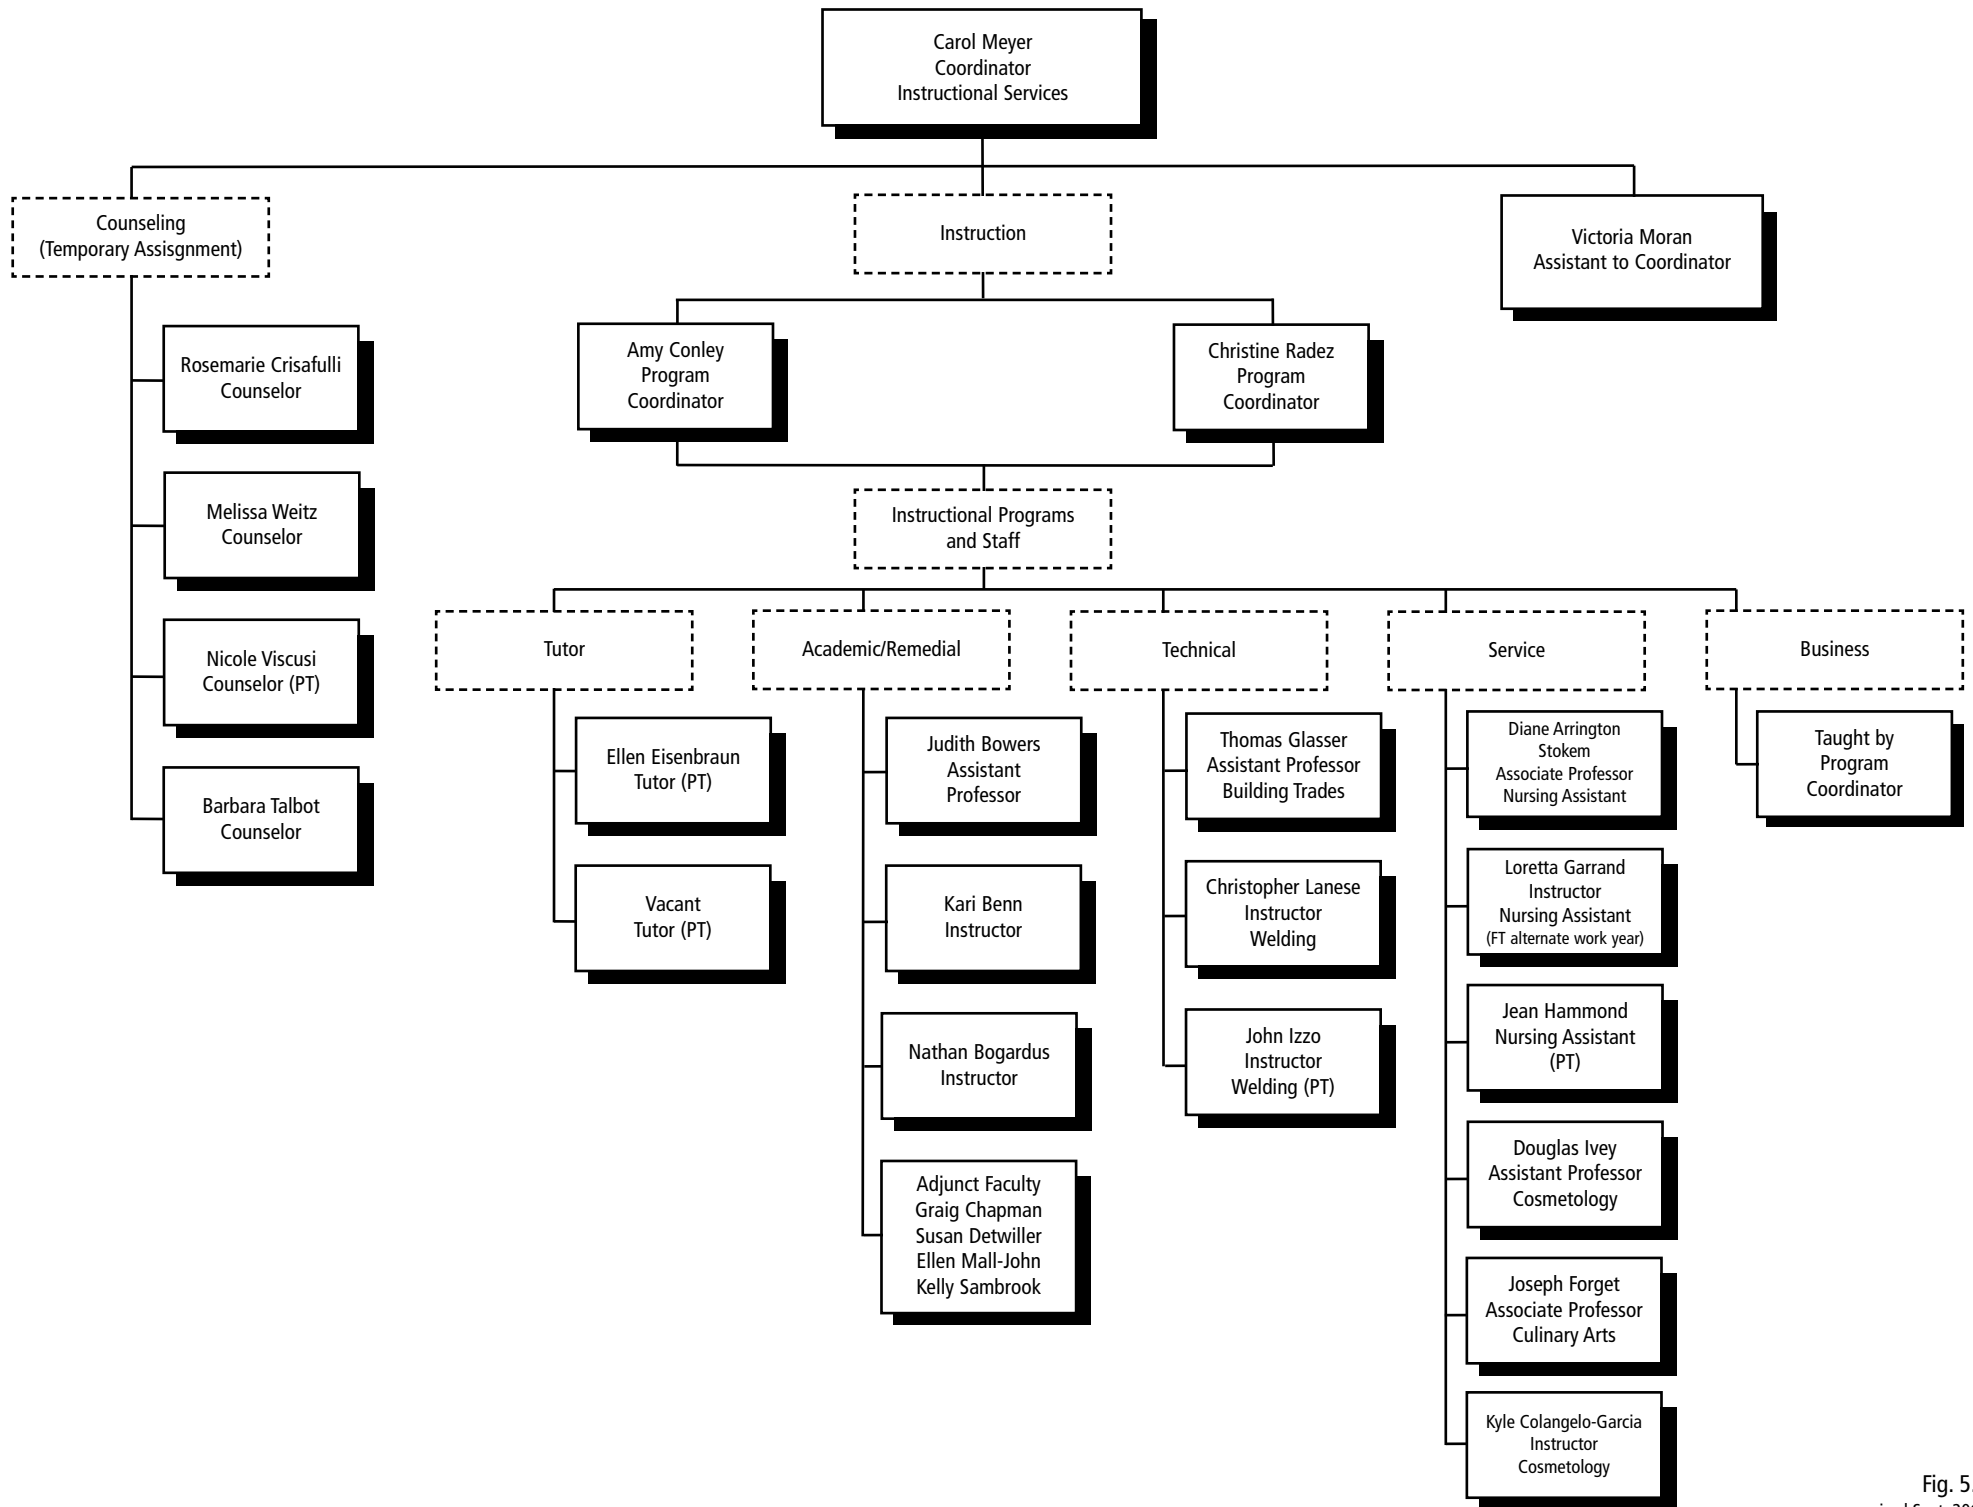 Carol Meyer
Coordinator
Instructional Services
Counseling
(Temporary Assisgnment)
Instruction
Victoria Moran
Assistant to Coordinator
Rosemarie Crisafulli
Counselor
Melissa Weitz
Counselor
Nicole Viscusi
Counselor (PT)
Barbara Talbot
Counselor
Amy Conley
Program
Coordinator
Christine Radez
Program
Coordinator
Instructional Programs
and Staff
Tutor
Academic/Remedial
Technical
Service
Business
Ellen Eisenbraun
Tutor (PT)
Vacant
Tutor (PT)
Judith Bowers
Assistant
Professor
Kari Benn
Instructor
Nathan Bogardus
Instructor
Adjunct Faculty
Graig Chapman
Susan Detwiller
Ellen Mall-John
Kelly Sambrook
Thomas Glasser
Assistant Professor
Building Trades
Christopher Lanese
Instructor
Welding
John Izzo
Instructor
Welding (PT)
Diane Arrington
Stokem
Associate Professor
Nursing Assistant
Loretta Garrand
Instructor
Nursing Assistant
(FT alternate work year)
Jean Hammond
Nursing Assistant
(PT)
Douglas Ivey
Assistant Professor
Cosmetology
Joseph Forget
Associate Professor
Culinary Arts
Kyle Colangelo-Garcia
Instructor
Cosmetology
Taught by
Program
Coordinator
Fig. 5